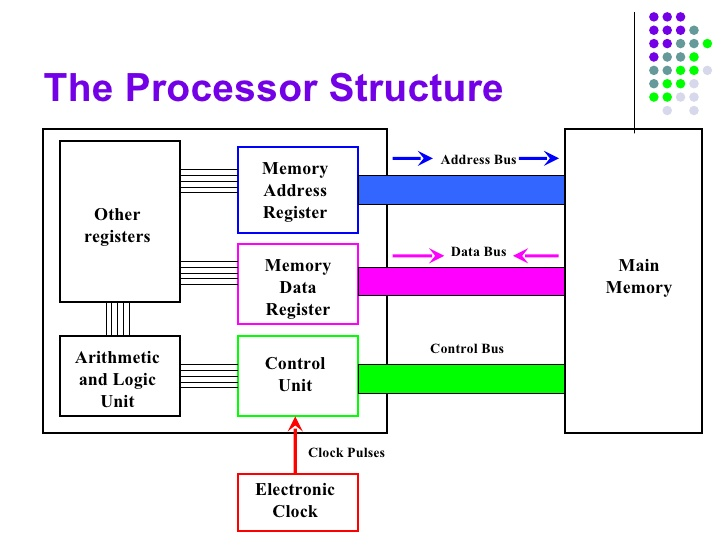 The Processor Structure
Other
registers
Memory
Address
Register
Address Bus
Memory
Data
Register
Data Bus
Main
Memory
Arithmetic
and Logic
Unit
Control
Unit
Control Bus
Clock Pulses
Electronic
Clock